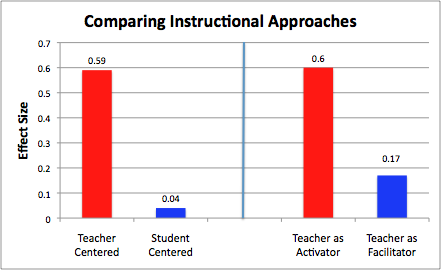 Comparing Instructional Approaches
Effect Size
0.7
0.6
0.5
0.4
0.3
0.2
0.1
0
0.59
0.04
0.6
0.17
Teacher
Centered
Student
Centered
Teacher as
Activator
Teacher as
Facilitator